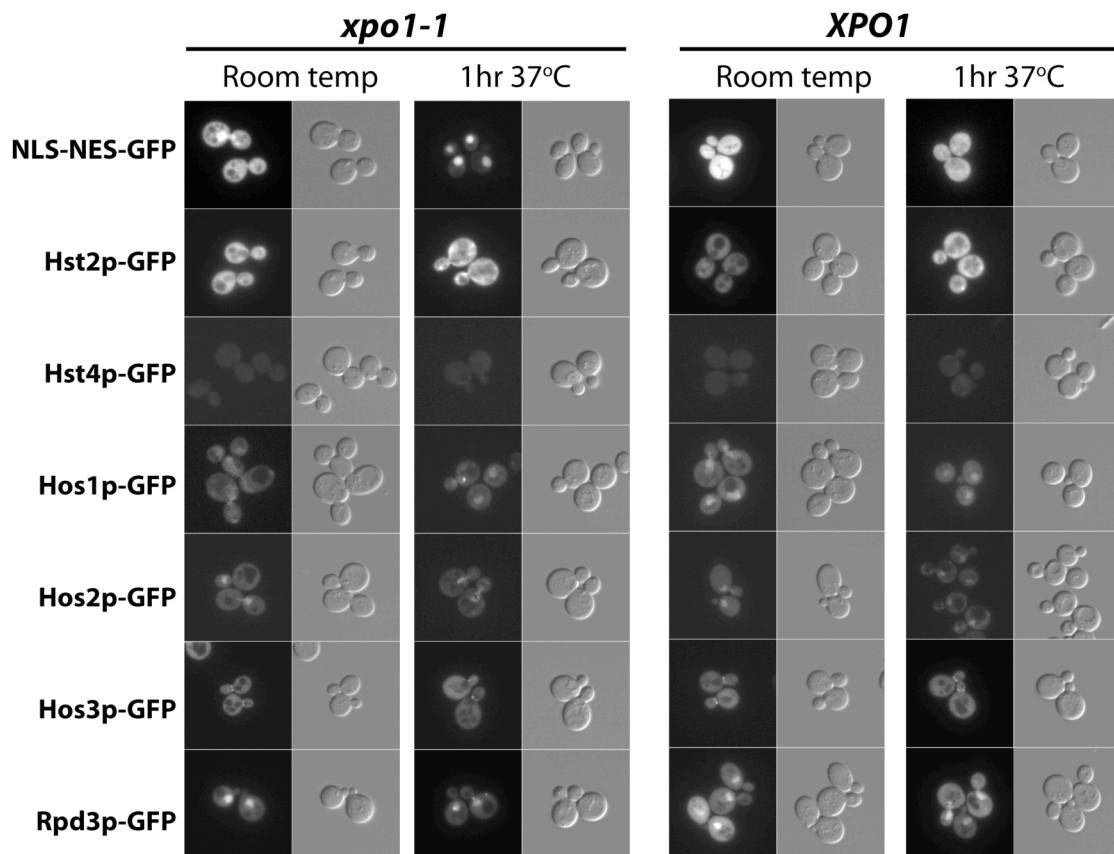 xpo1-1 XPO1
Room temp 1hr 37°C Room temp 1hr 37°C
NLS-NES-GFP
Hst2p-GFP
Hst4p-GFP
Hos1p-GFP
Hos2p-GFP
Hos3p-GFP
Rpd3p-GFP